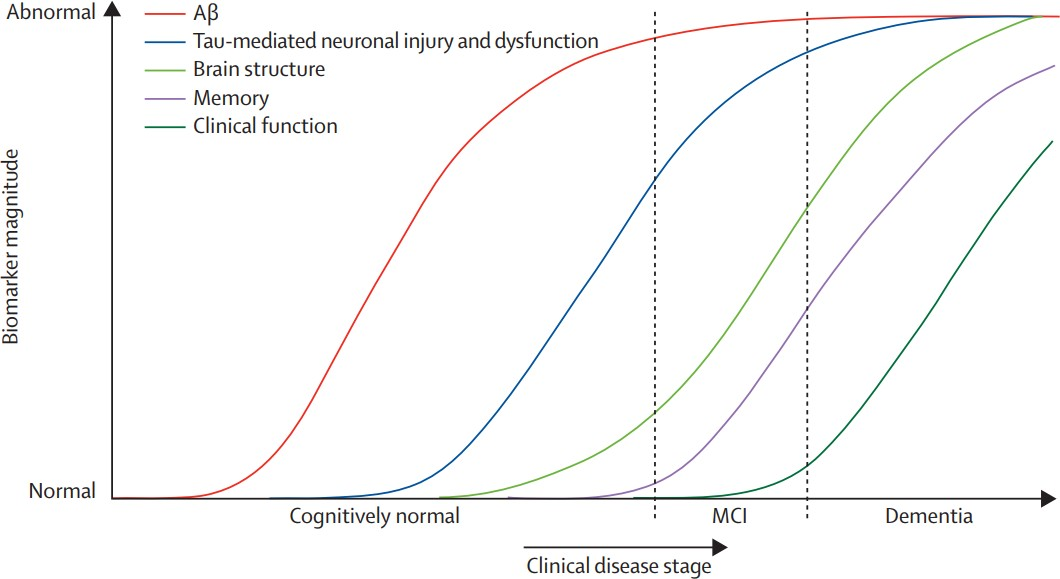 Abnormal
Aβ
Tau-mediated neuronal injury and dysfunction
Brain structure
Memory
Clinical function
Biomarker magnitude
Normal
Cognitively normal
MCI
Dementia
Clinical disease stage